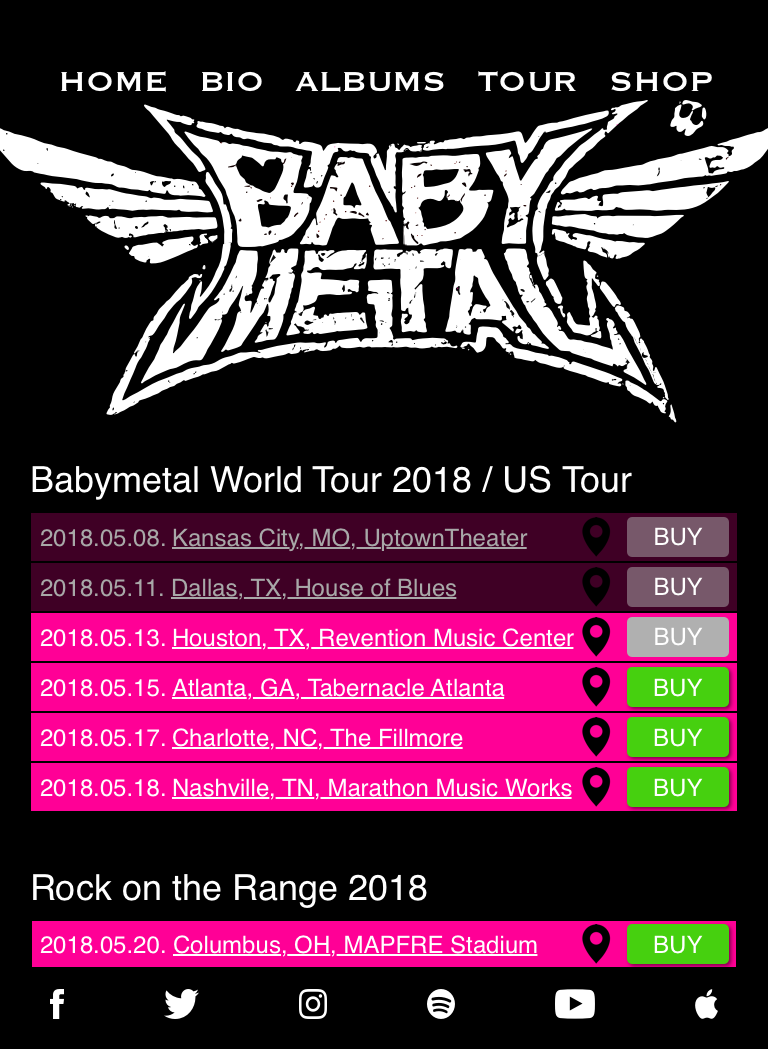 HOME BIO ALBUMS TOUR SHOP
BABY
METAL
Babymetal World Tour 2018 / US Tour
2018.05.08. Kansas City, MO, UptownTheater BUY
2018.05.11. Dallas, TX, House of Blues BUY
2018.05.13. Houston, TX, Revention Music Center BUY
2018.05.15. Atlanta, GA, Tabernacle Atlanta BUY
2018.05.17. Charlotte, NC, The Fillmore BUY
2018.05.18. Nashville, TN, Marathon Music Works BUY
Rock on the Range 2018
2018.05.20. Columbus, OH, MAPFRE Stadium BUY